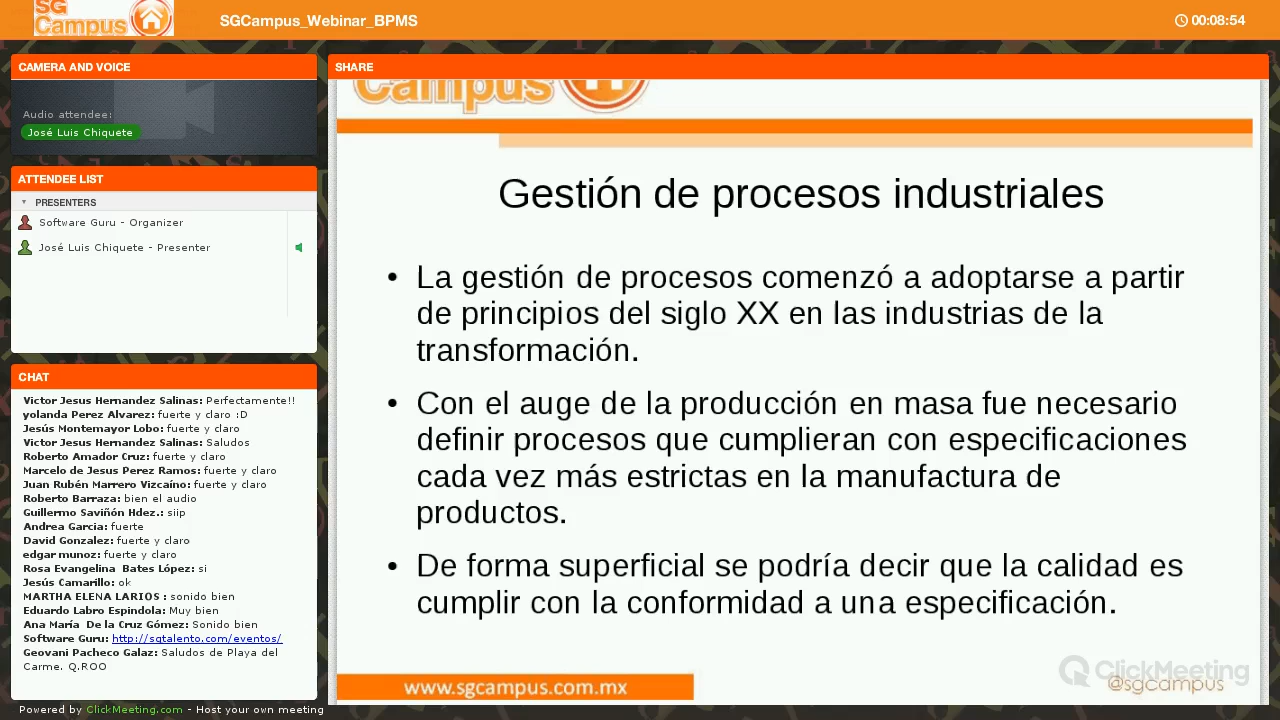 SG
Campus
SGCampus_Webinar_BPMS
00:08:54
CAMERA AND VOICE
Audio attendee:
José Luis Chiquete
ATTENDEE LIST
PRESENTERS
Software Guru - Organizer
José Luis Chiquete - Presenter
CHAT
Victor Jesus Hernandez Salinas: Perfectamente!!
yolanda Perez Alvarez: fuerte y claro :D
Jesús Montemayor Lobo: fuerte y claro
Victor Jesus Hernandez Salinas: Saludos
Roberto Amador Cruz: fuerte y claro
Marcelo de Jesus Perez Ramos: fuerte y claro
Juan Rubén Marrero Vizcaíno: fuerte y claro
Roberto Barraza: bien el audio
Guillermo Saviñón Hdez.: siip
Andrea Garcia: fuerte
David Gonzalez: fuerte y claro
edgar munoz: fuerte y claro
Rosa Evangelina Bates López: si
Jesús Camarillo: ok
MARTHA ELENA LARIOS : sonido bien
Eduardo Labro Espindola: Muy bien
Ana María De la Cruz Gómez: Sonido bien
Software Guru: http://sgtalento.com/eventos/
Geovani Pacheco Galaz: Saludos de Playa del
Carme. Q.ROO
Powered by ClickMeeting.com - Host your own meeting
SHARE
Campus
Gestión de procesos industriales
• La gestión de procesos comenzó a adoptarse a partir
de principios del siglo XX en las industrias de la
transformación.
• Con el auge de la producción en masa fue necesario
definir procesos que cumplieran con especificaciones
cada vez más estrictas en la manufactura de
productos.
• De forma superficial se podría decir que la calidad es
cumplir con la conformidad a una especificación.
www.sgcampus.com.mx
ClickMeeting
@sgcampus